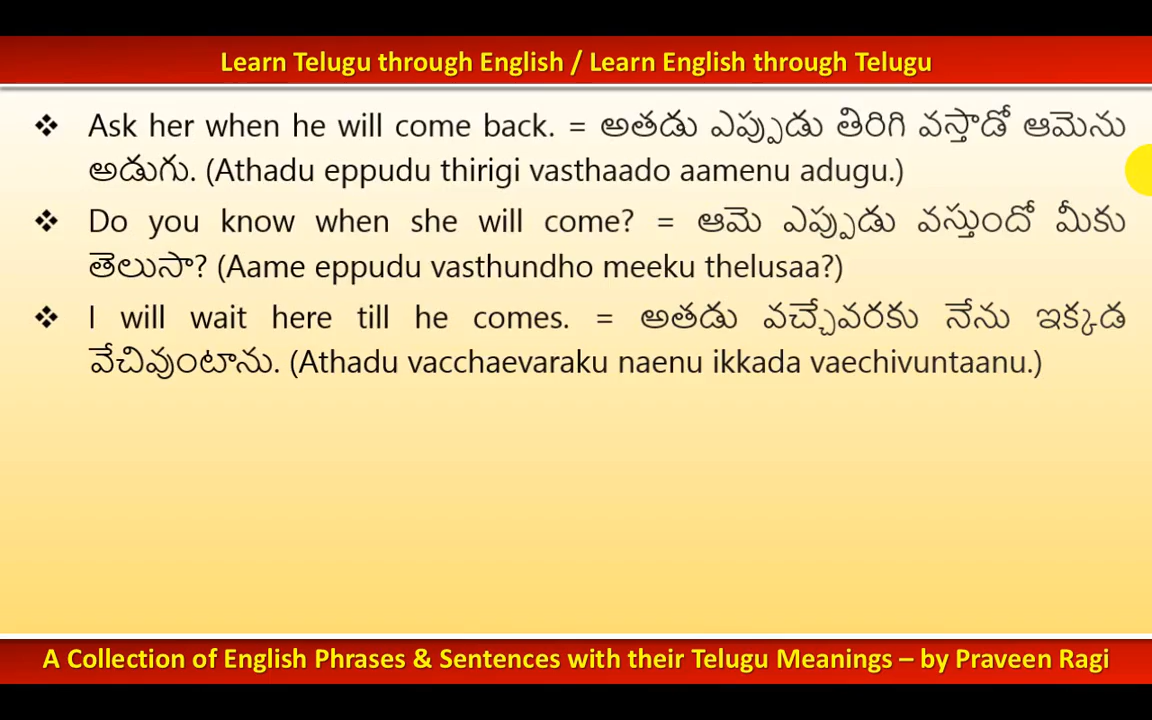 Learn Telugu through English / Learn English through Telugu
❖ Ask her when he will come back. = అతడు ఎప్పుడు తిరిగి వస్తాడో ఆమెను
అడుగు. (Athadu eppudu thirigi vasthaado aamenu adugu.)
❖ Do you know when she will come? = ఆమె ఎప్పుడు వస్తుందో మీకు
తెలుసా? (Aame eppudu vasthundho meeku thelusaa?)
❖ I will wait here till he comes. = అతడు వచ్చేవరకు నేను ఇక్కడ
వేచివుంటాను. (Athadu vacchaevaraku naenu ikkada vaechivuntaanu.)
A Collection of English Phrases & Sentences with their Telugu Meanings – by Praveen Ragi